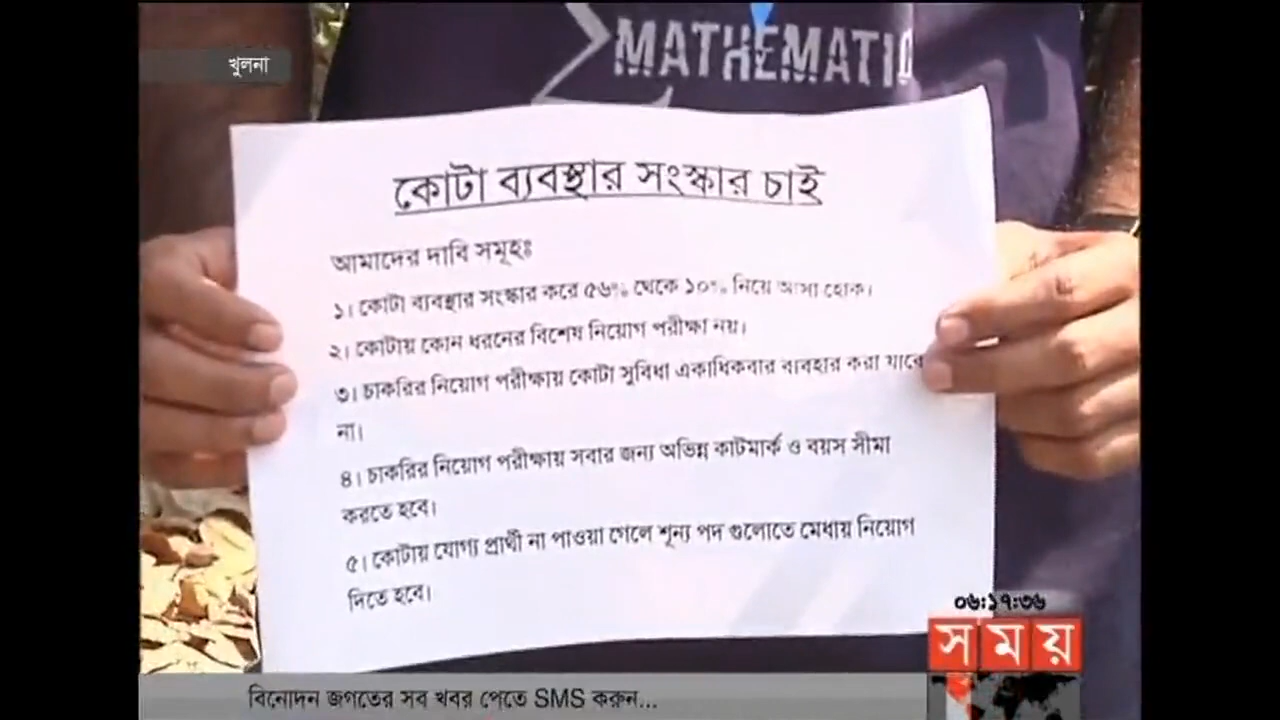 MATHEMATIC
খুলনা
কোটা ব্যবস্থার সংস্কার চাই
আমাদের দাবি সমূহঃ
১। কোটা ব্যবস্থার সংস্কার করে ৫৬% থেকে ১০% নিয়ে আসা হোক।
২। কোটায় কোন ধরনের বিশেষ নিয়োগ পরীক্ষা নয়।
৩। চাকরির নিয়োগ পরীক্ষায় কোটা সুবিধা একাধিকবার ব্যবহার করা যাবে
না।
৪। চাকরির নিয়োগ পরীক্ষায় সবার জন্য অভিন্ন কাটমার্ক ও বয়স সীমা
করতে হবে।
৫। কোটায় যোগ্য প্রার্থী না পাওয়া গেলে শূন্য পদ গুলোতে মেধায় নিয়োগ
দিতে হবে।
০৬:১৭:৩৬
সময়
বিনোদন জগতের সব খবর পেতে SMS করুন...